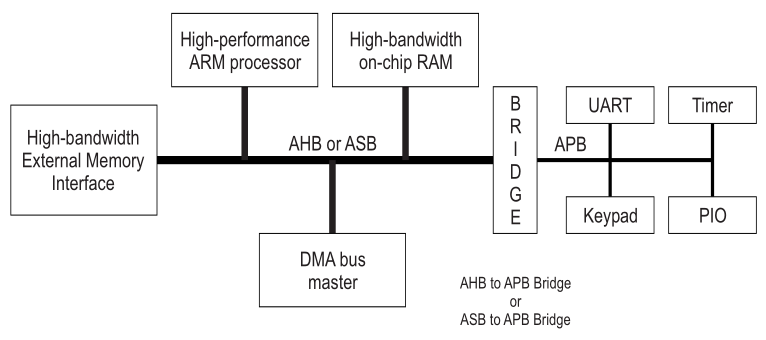 High-performance
ARM processor
High-bandwidth
on-chip RAM
High-bandwidth
External Memory
Interface
AHB or ASB
B
R
I
D
G
E
APB
UART
Timer
Keypad
PIO
DMA bus
master
AHB to APB Bridge
or
ASB to APB Bridge